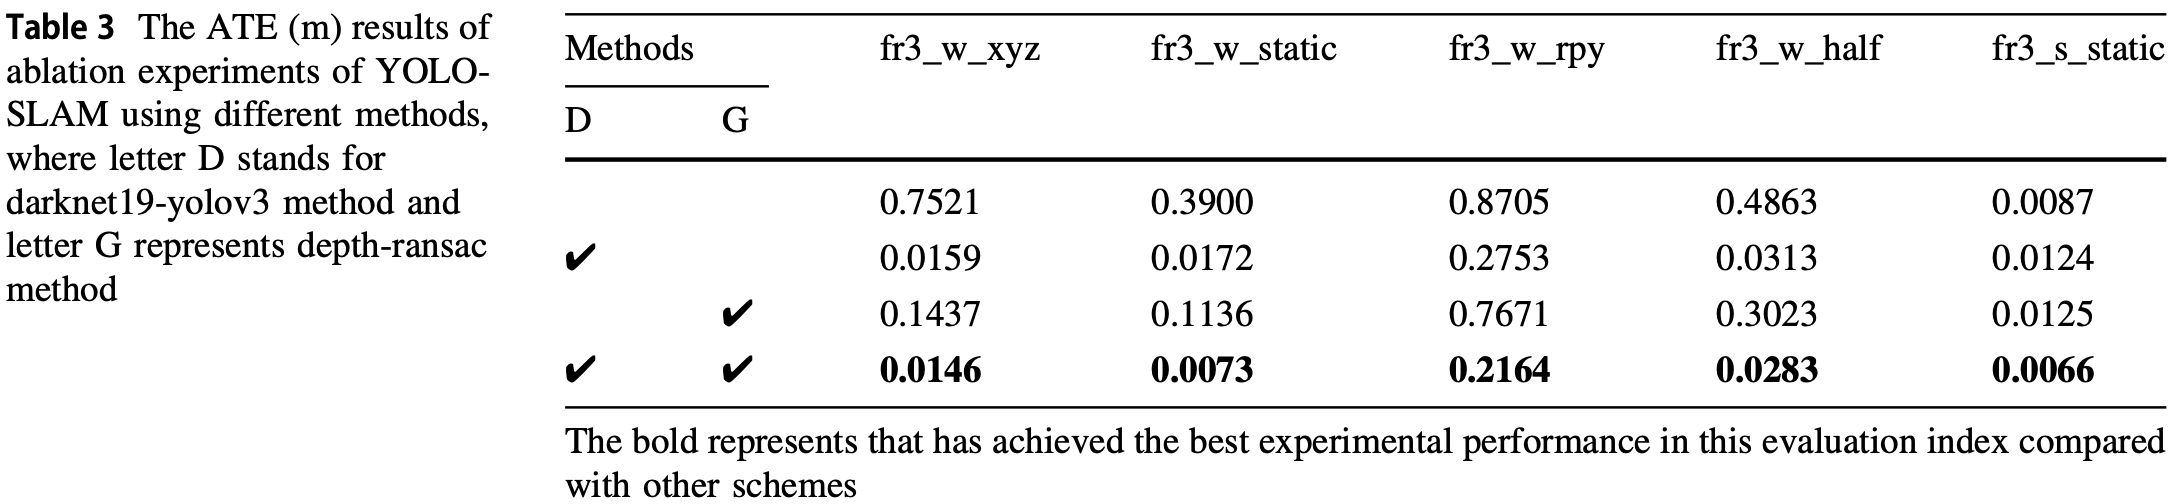 Table 3 The ATE (m) results of
ablation experiments of YOLO-
SLAM using different methods,
where letter D stands for
darknet19-yolov3 method and
letter G represents depth-ransac
method
Methods fr3_w_xyz fr3_w_static fr3_w_rpy fr3_w_half fr3_s_static
D G
0.7521 0.3900 0.8705 0.4863 0.0087
✔ 0.0159 0.0172 0.2753 0.0313 0.0124
✔ 0.1437 0.1136 0.7671 0.3023 0.0125
✔ ✔ 0.0146 0.0073 0.2164 0.0283 0.0066
The bold represents that has achieved the best experimental performance in this evaluation index compared
with other schemes